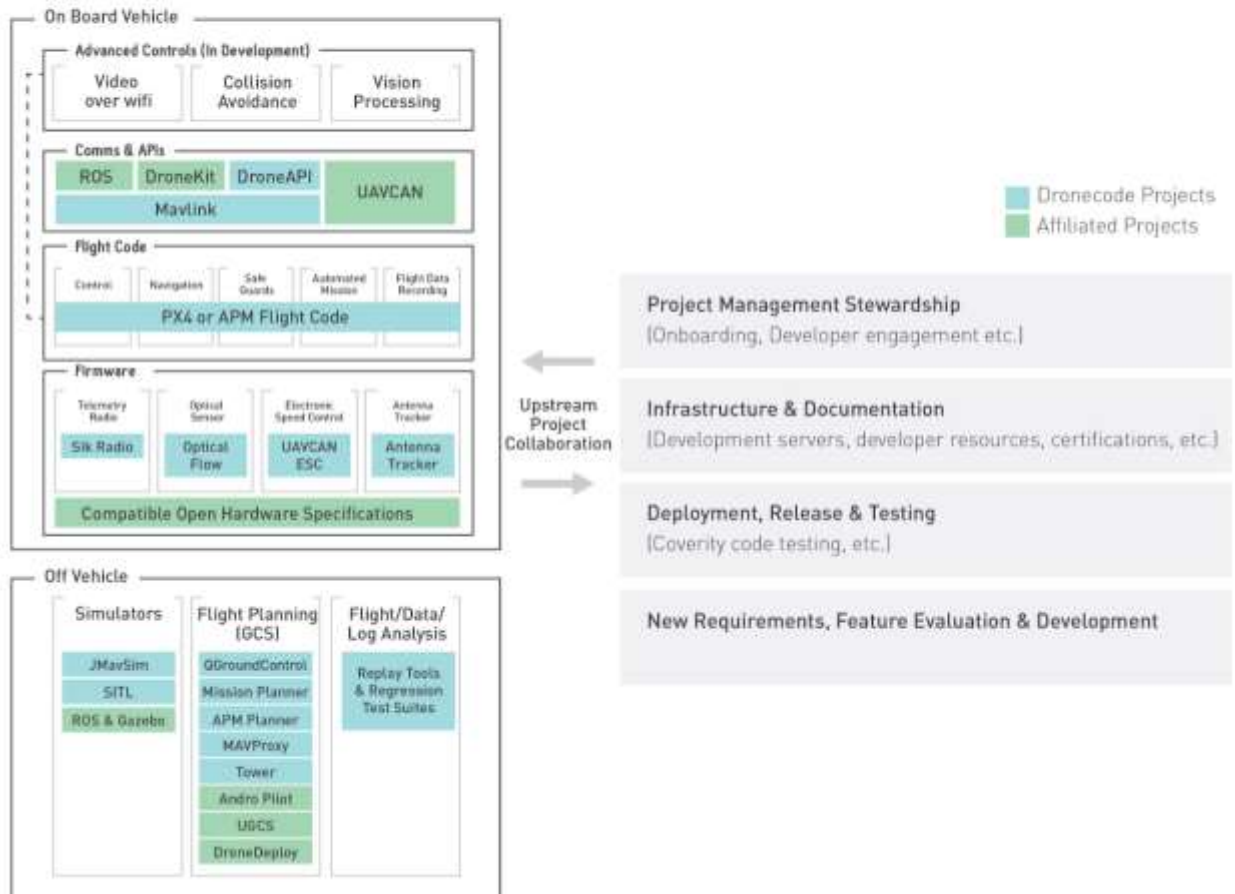 On Board Vehicle
Advanced Controls (In Development)
Video
over wifi
Collision
Avoidance
Vision
Processing
Comms & APIs
ROS
DroneKit
DroneAPI
UAVCAN
Mavlink
Flight Code
Control
Navigation
Safe
Guards
Automated
Mission
Flight Data
Recording
PX4 or APM Flight Code
Firmware
Telemetry
Radio
Optical
Sensor
Electronic
Speed Control
Antenna
Tracker
Sik Radio
Optical
Flow
UAVCAN
ESC
Antenna
Tracker
Compatible Open Hardware Specifications
Off Vehicle
Simulators
JMavSim
SITL
ROS & Gazebo
Flight Planning
(GCS)
QGroundControl
Mission Planner
APM Planner
MAVProxy
Tower
Andro Pilot
UGCS
DroneDeploy
Flight/Data/
Log Analysis
Replay Tools
& Regression
Test Suites
Upstream
Project
Collaboration
Dronecode Projects
Affiliated Projects
Project Management Stewardship
(Onboarding, Developer engagement etc.)
Infrastructure & Documentation
(Development servers, developer resources, certifications, etc.)
Deployment, Release & Testing
(Coverity code testing, etc.)
New Requirements, Feature Evaluation & Development